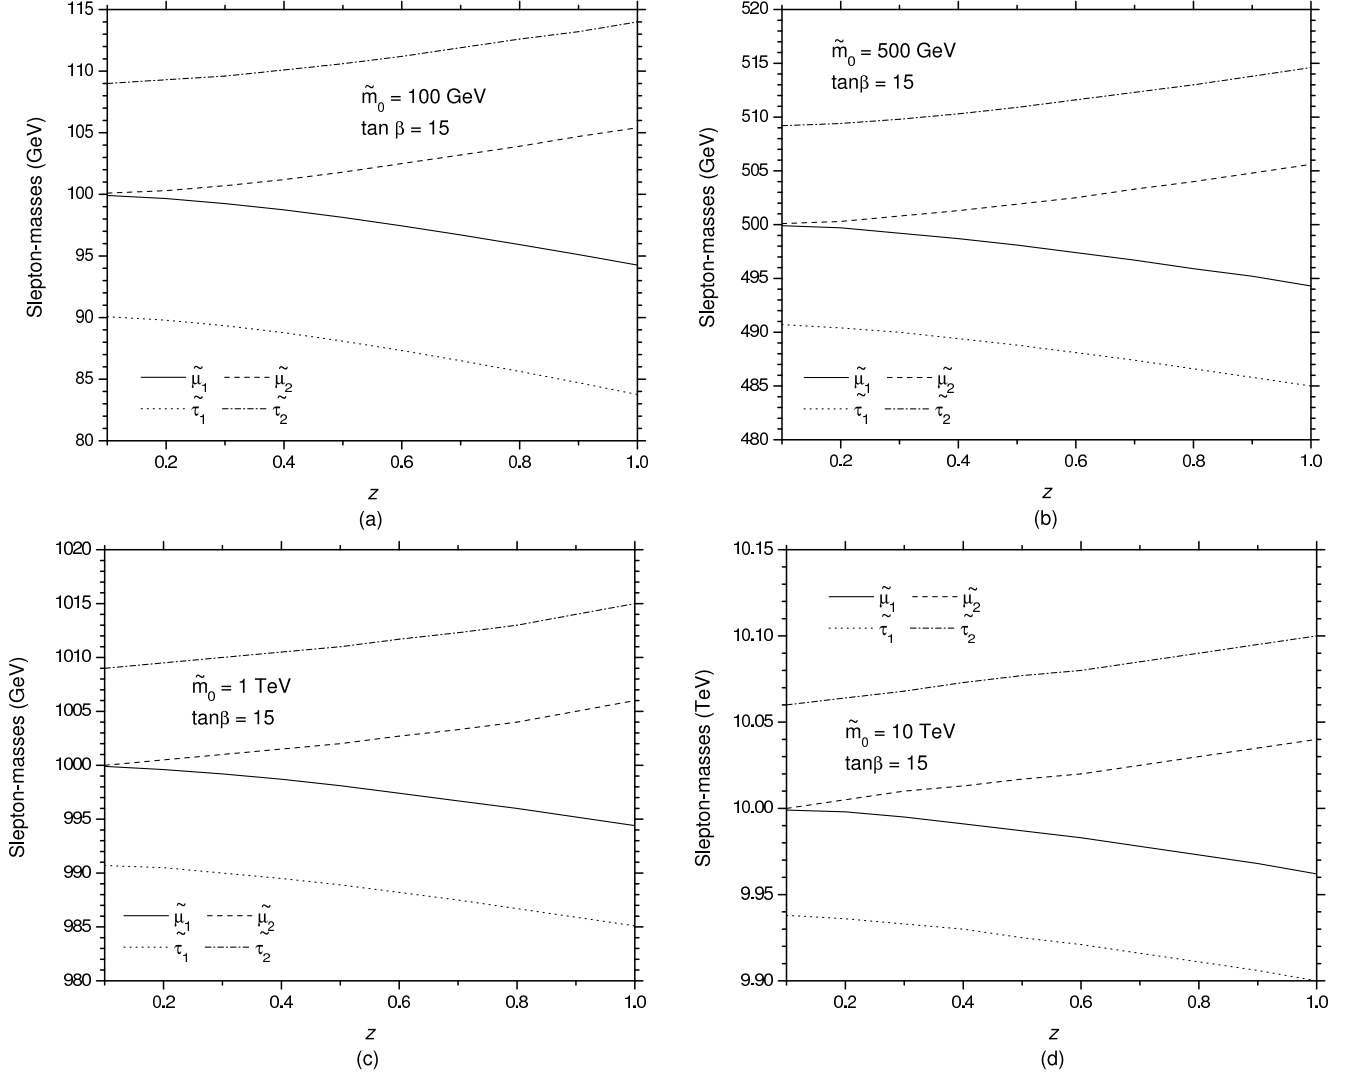 115
110
105
100
95
90
85
80
Slepton-masses (GeV)
m̃₀ = 100 GeV
tan β = 15
μ̃₁ μ̃₂
τ̃₁ τ̃₂
0.2 0.4 0.6 0.8 1.0
z
(a)
520
515
510
505
500
495
490
485
480
Slepton-masses (GeV)
m̃₀ = 500 GeV
tanβ = 15
μ̃₁ μ̃₂
τ̃₁ τ̃₂
0.2 0.4 0.6 0.8 1.0
z
(b)
1020
1015
1010
1005
1000
995
990
985
980
Slepton-masses (GeV)
m̃₀ = 1 TeV
tanβ = 15
μ̃₁ μ̃₂
τ̃₁ τ̃₂
0.2 0.4 0.6 0.8 1.0
z
(c)
10.15
10.10
10.05
10.00
9.95
9.90
Slepton-masses (TeV)
μ̃₁ μ̃₂
τ̃₁ τ̃₂
m̃₀ = 10 TeV
tanβ = 15
0.2 0.4 0.6 0.8 1.0
z
(d)